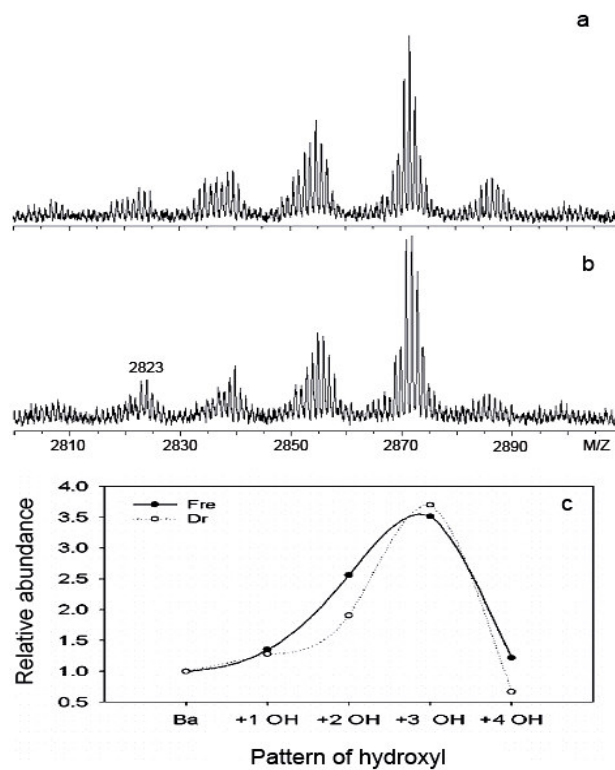 a
b
2823
2810 2830 2850 2870 2890 M/Z
c
Fre
Dr
4.0
3.5
3.0
2.5
2.0
1.5
1.0
0.5
Relative abundance
Ba +1 OH +2 OH +3 OH +4 OH
Pattern of hydroxyl